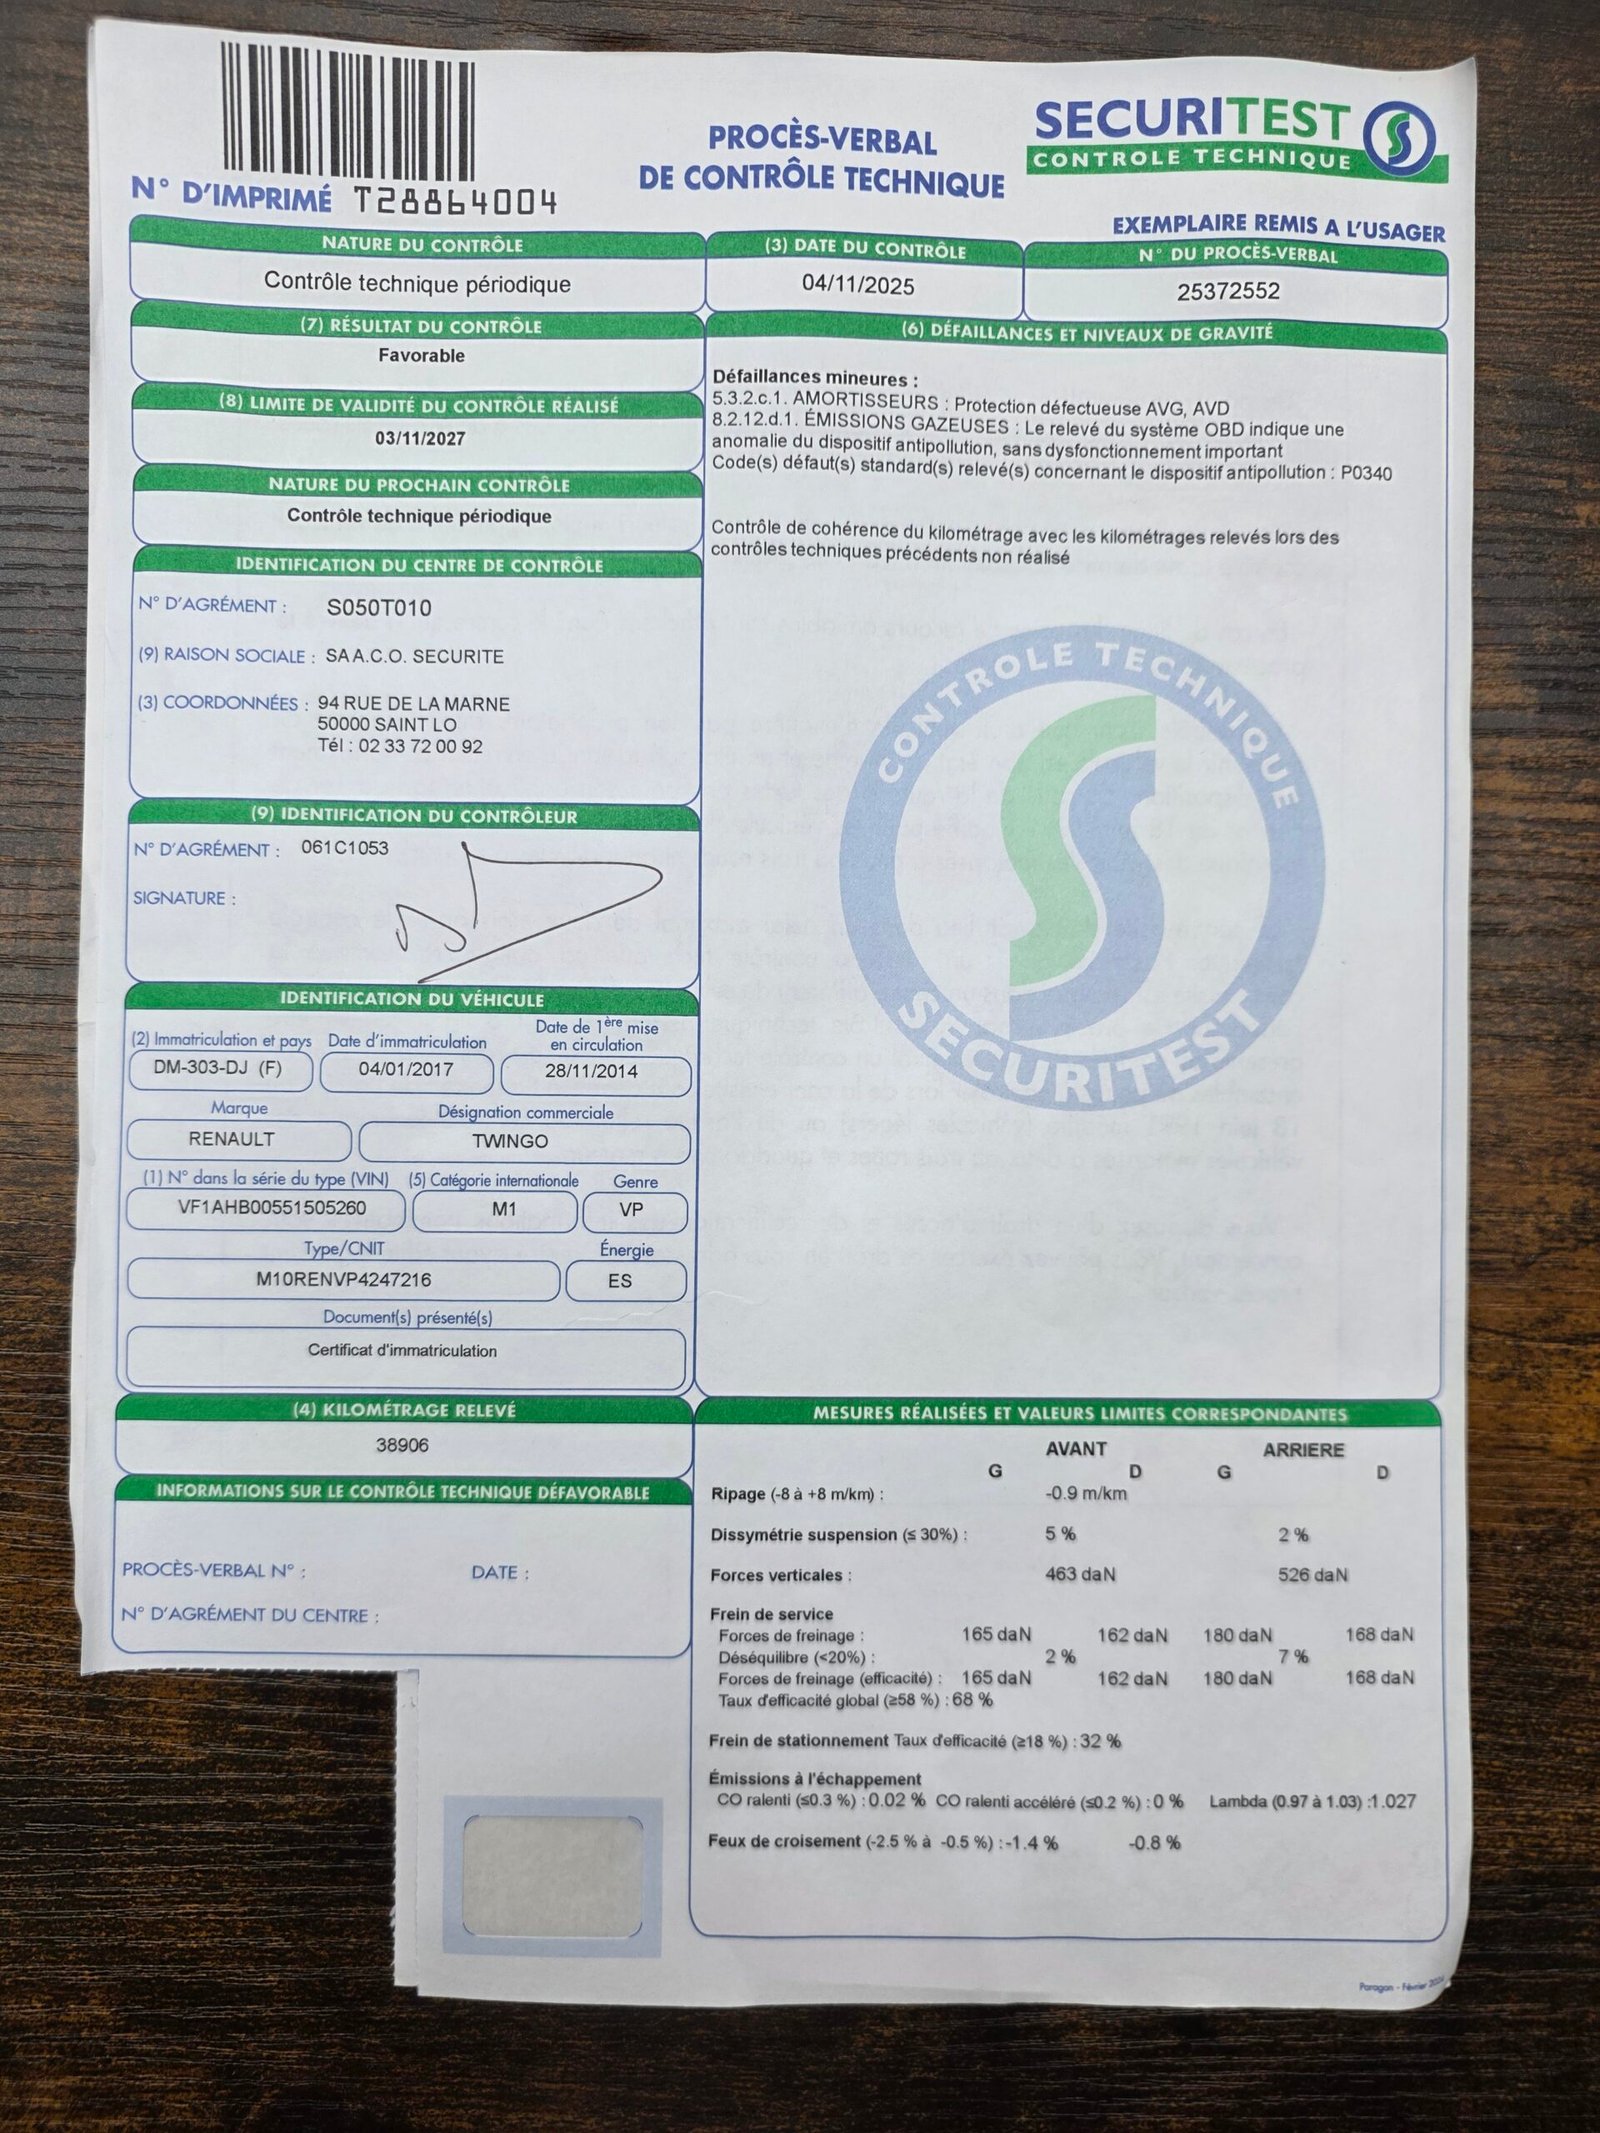 N° D'IMPRIMÉ T28864004
PROCÈS-VERBAL
DE CONTRÔLE TECHNIQUE
SECURITEST
CONTROLE TECHNIQUE
EXEMPLAIRE REMIS A L'USAGER
NATURE DU CONTRÔLE
Contrôle technique périodique
(3) DATE DU CONTRÔLE
04/11/2025
N° DU PROCÈS-VERBAL
25372552
(7) RÉSULTAT DU CONTRÔLE
Favorable
(8) LIMITE DE VALIDITÉ DU CONTRÔLE RÉALISÉ
03/11/2027
NATURE DU PROCHAIN CONTRÔLE
Contrôle technique périodique
IDENTIFICATION DU CENTRE DE CONTRÔLE
N° D'AGRÉMENT : S050T010
(9) RAISON SOCIALE : SA A.C.O. SECURITE
(3) COORDONNÉES : 94 RUE DE LA MARNE
50000 SAINT LO
Tél : 02 33 72 00 92
(9) IDENTIFICATION DU CONTRÔLEUR
N° D'AGRÉMENT : 061C1053
SIGNATURE :
IDENTIFICATION DU VÉHICULE
(2) Immatriculation et pays
DM-303-DJ (F)
Date d'immatriculation
04/01/2017
Date de 1ère mise
en circulation
28/11/2014
Marque
RENAULT
Désignation commerciale
TWINGO
(1) N° dans la série du type (VIN)
VF1AHB00551505260
(5) Catégorie internationale
M1
Genre
VP
Type/CNIT
M10RENVP4247216
Énergie
ES
Document(s) présenté(s)
Certificat d'immatriculation
(4) KILOMÉTRAGE RELEVÉ
38906
INFORMATIONS SUR LE CONTRÔLE TECHNIQUE DÉFAVORABLE
PROCÈS-VERBAL N° : DATE :
N° D'AGRÉMENT DU CENTRE :
(6) DÉFAILLANCES ET NIVEAUX DE GRAVITÉ
Défaillances mineures :
5.3.2.c.1. AMORTISSEURS : Protection défectueuse AVG, AVD
8.2.12.d.1. ÉMISSIONS GAZEUSES : Le relevé du système OBD indique une
anomalie du dispositif antipollution, sans dysfonctionnement important
Code(s) défaut(s) standard(s) relevé(s) concernant le dispositif antipollution : P0340
Contrôle de cohérence du kilométrage avec les kilométrages relevés lors des
contrôles techniques précédents non réalisé
CONTROLE TECHNIQUE
SECURITEST
MESURES RÉALISÉES ET VALEURS LIMITES CORRESPONDANTES
AVANT ARRIERE
G D G D
Ripage (-8 à +8 m/km) : -0.9 m/km
Dissymétrie suspension (≤ 30%) : 5 % 2 %
Forces verticales : 463 daN 526 daN
Frein de service
Forces de freinage : 165 daN 162 daN 180 daN 168 daN
Déséquilibre (<20%) : 2 % 7 %
Forces de freinage (efficacité) : 165 daN 162 daN 180 daN 168 daN
Taux d'efficacité global (≥58 %) : 68 %
Frein de stationnement Taux d'efficacité (≥18 %) : 32 %
Émissions à l'échappement
CO ralenti (≤0.3 %) : 0.02 % CO ralenti accéléré (≤0.2 %) : 0 % Lambda (0.97 à 1.03) :1.027
Feux de croisement (-2.5 % à -0.5 %) : -1.4 % -0.8 %
Paragon - Février